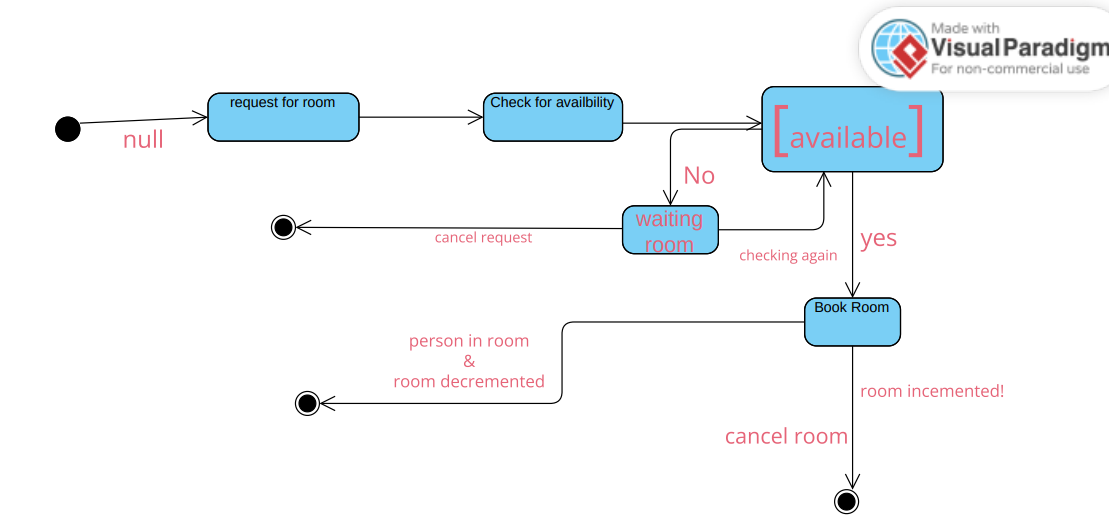 Made with
Visual Paradigm
For non-commercial use
request for room
Check for availbility
[available]
null
No
waiting
room
cancel request
checking again
yes
Book Room
person in room
&
room decremented
room incemented!
cancel room